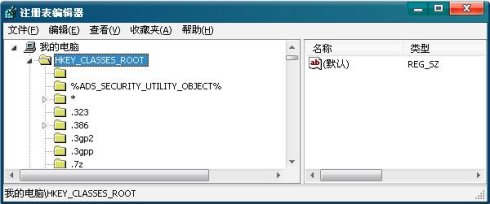 注册表编辑器
文件(F) 编辑(E) 查看(V) 收藏夹(A) 帮助(H)
我的电脑
HKEY_CLASSES_ROOT
%ADS_SECURITY_UTILITY_OBJECT%
*
.323
.386
.3gp2
.3gpp
.7z
名称 类型
ab (默认) REG_SZ
我的电脑\HKEY_CLASSES_ROOT